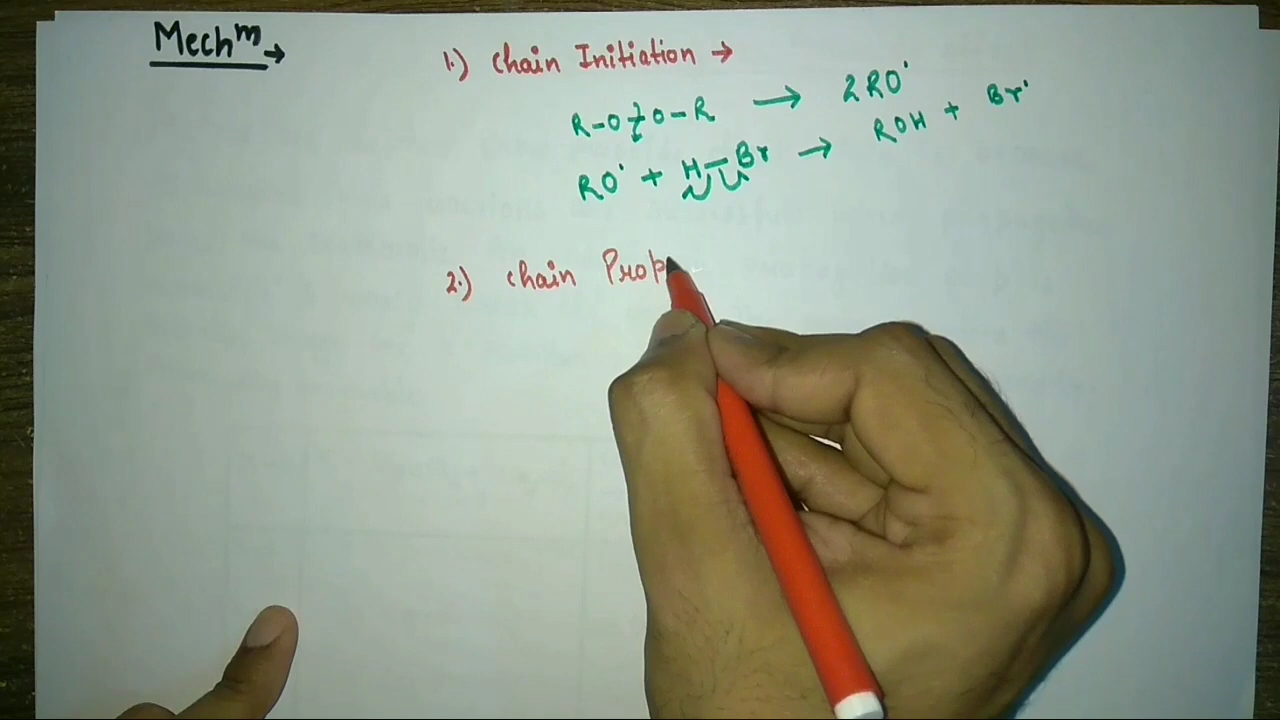 Mechᵐ→
1.) Chain Initiation →
R-O-O-R → 2RO˙
RO˙ + H-Br → ROH + Br˙
2.) Chain Prop